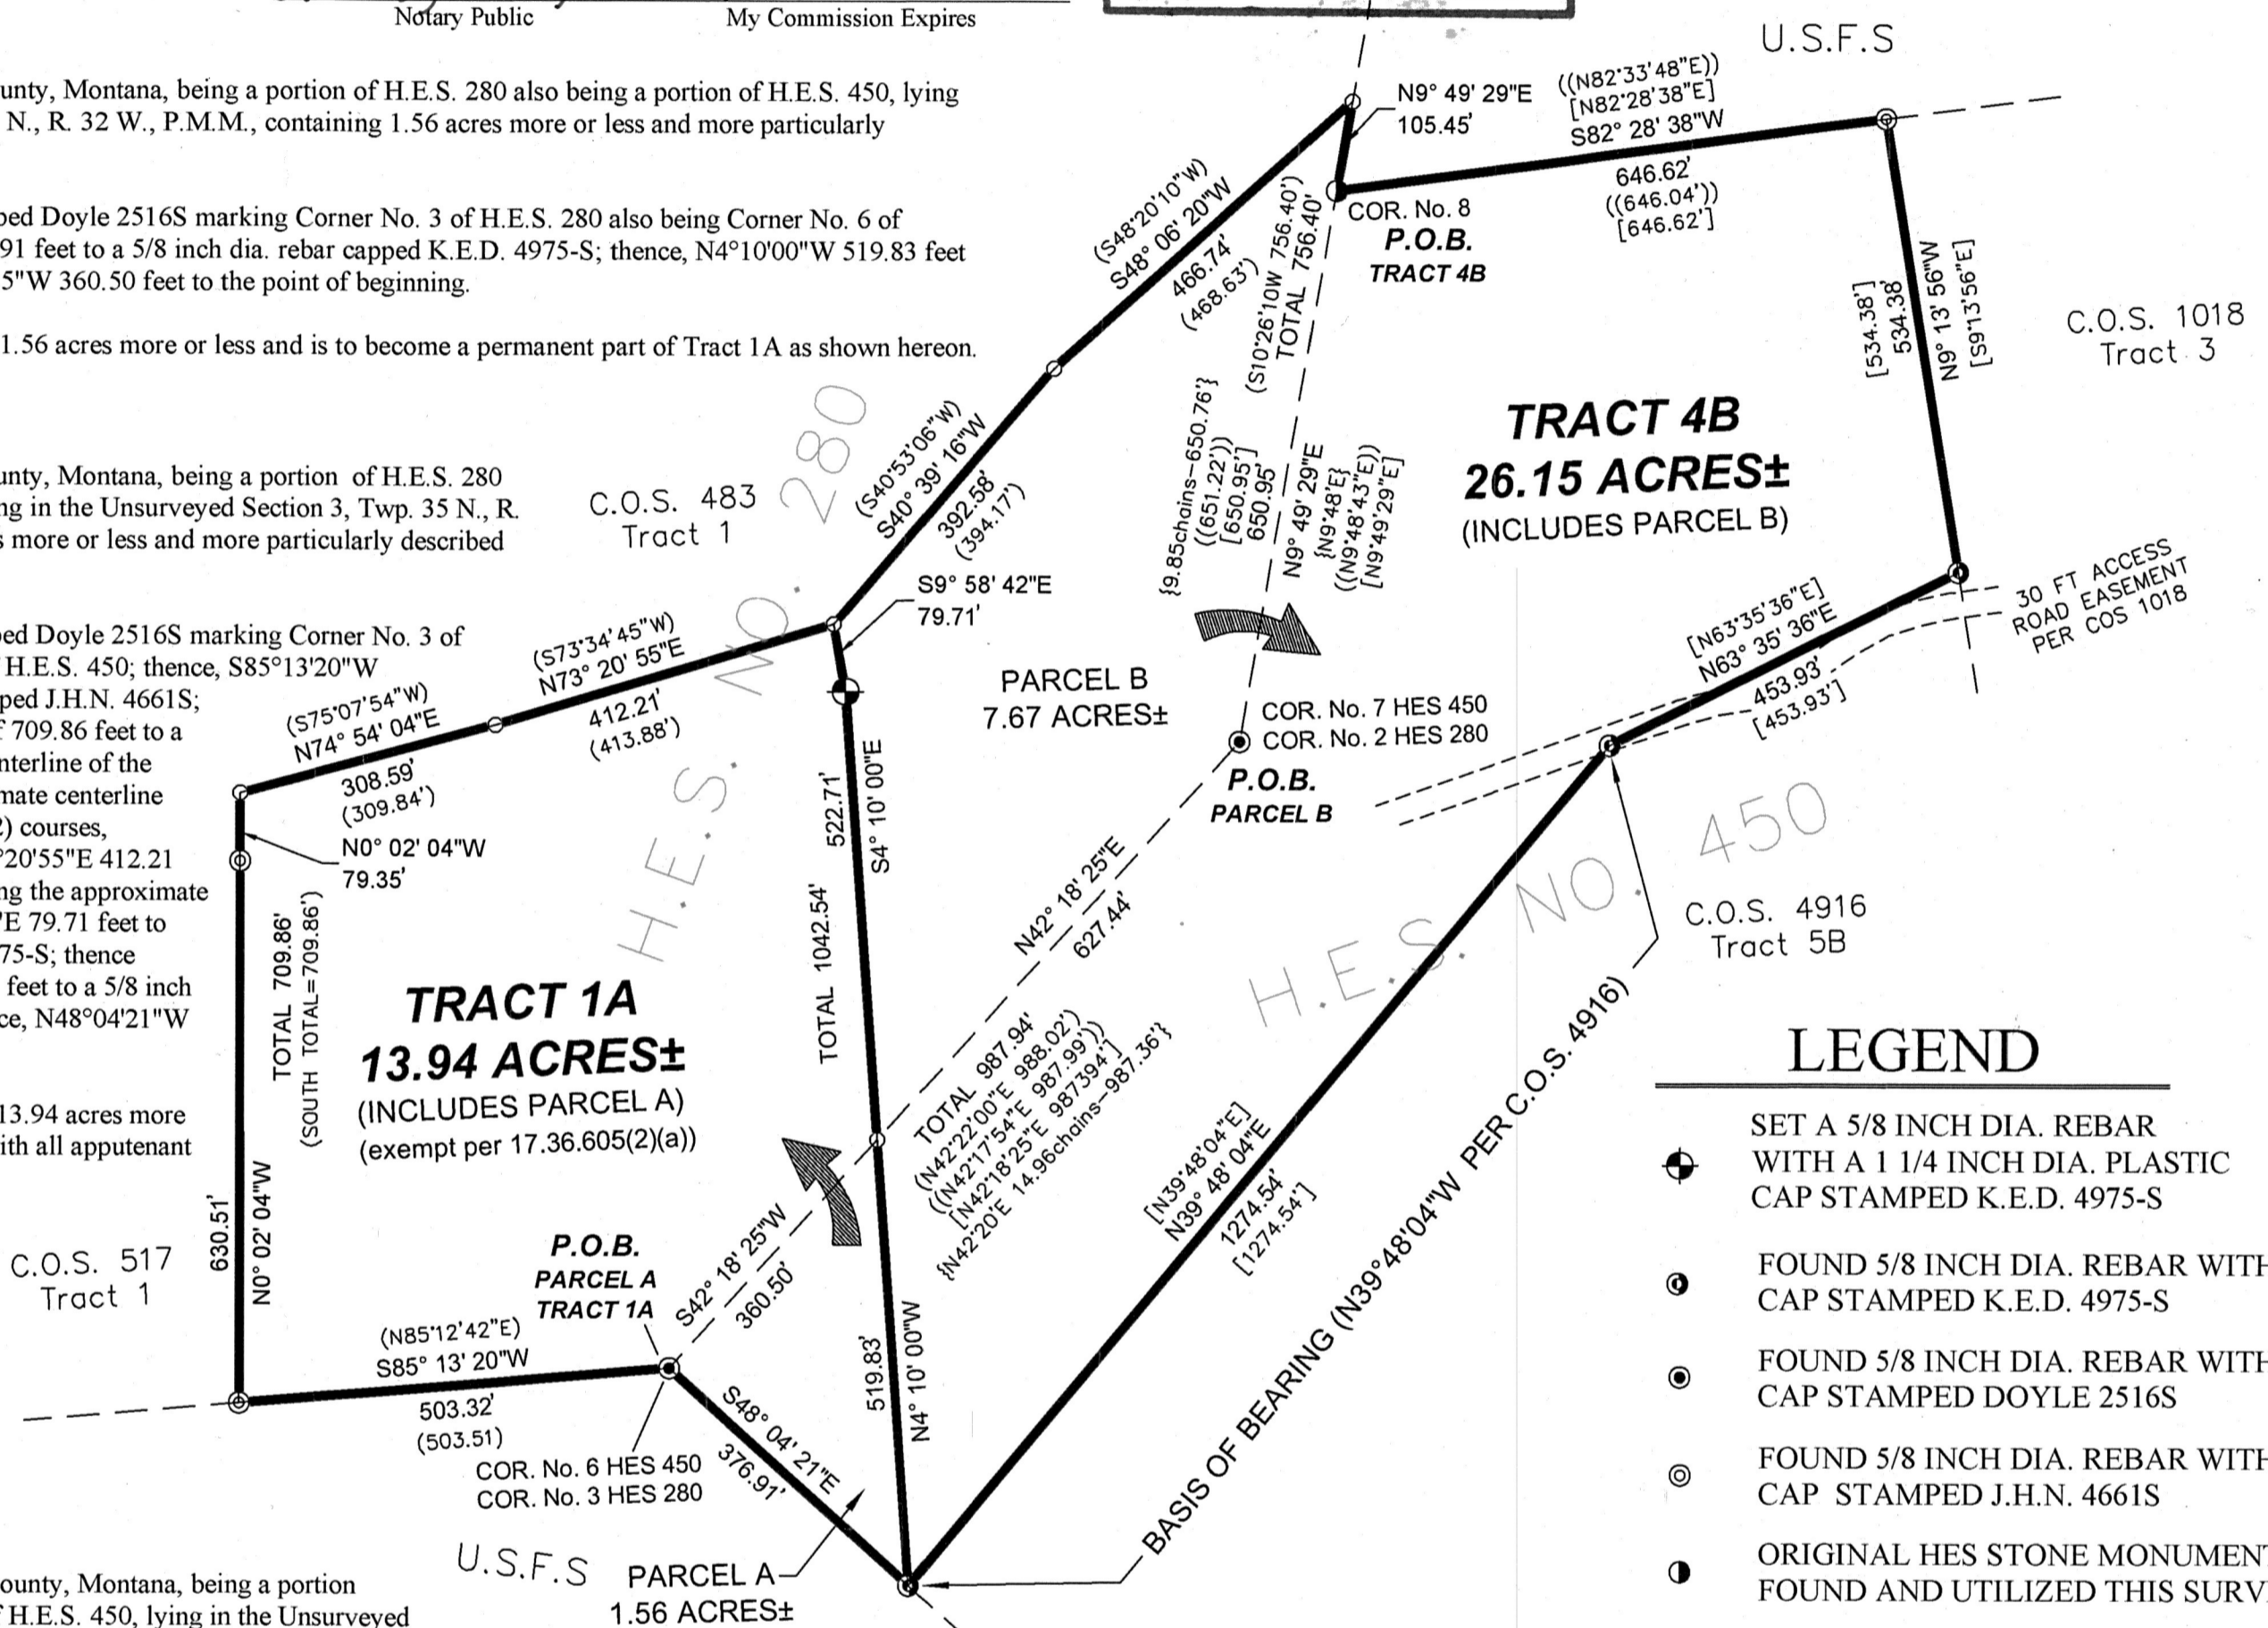 Notary Public
My Commission Expires
unty, Montana, being a portion of H.E.S. 280 also being a portion of H.E.S. 450, lying
N., R. 32 W., P.M.M., containing 1.56 acres more or less and more particularly
ped Doyle 2516S marking Corner No. 3 of H.E.S. 280 also being Corner No. 6 of
91 feet to a 5/8 inch dia. rebar capped K.E.D. 4975-S; thence, N4°10'00"W 519.83 feet
5"W 360.50 feet to the point of beginning.
1.56 acres more or less and is to become a permanent part of Tract 1A as shown hereon.
unty, Montana, being a portion of H.E.S. 280
ng in the Unsurveyed Section 3, Twp. 35 N., R.
s more or less and more particularly described
ped Doyle 2516S marking Corner No. 3 of
H.E.S. 450; thence, S85°13'20"W
ped J.H.N. 4661S;
f 709.86 feet to a
nterline of the
mate centerline
2) courses,
°20'55"E 412.21
ng the approximate
"E 79.71 feet to
75-S; thence
feet to a 5/8 inch
ce, N48°04'21"W
13.94 acres more
ith all apputenant
ounty, Montana, being a portion
f H.E.S. 450, lying in the Unsurveyed
U.S.F.S
N9° 49' 29"E
105.45'
((N82°33'48"E))
[N82°28'38"E]
S82° 28' 38"W
646.62'
((646.04'))
[646.62']
COR. No. 8
P.O.B.
TRACT 4B
(S48°20'10"W)
S48° 06' 20"W
466.74'
(468.63')
(S10°26'10W 756.40')
TOTAL 756.40'
[534.38']
534.38'
N9° 13' 56"W
[S9°13'56"E]
C.O.S. 1018
Tract 3
TRACT 4B
26.15 ACRES±
(INCLUDES PARCEL B)
{9.85chains-650.76'}
((651.22'))
[650.95']
650.95'
N9° 49' 29"E
{N9°48'E}
((N9°48'43"E))
[N9°49'29"E]
(S40°53'06"W)
S40° 39' 16"W
392.58'
(394.17')
C.O.S. 483
Tract 1
H.E.S. NO. 280
S9° 58' 42"E
79.71'
(S73°34'45"W)
N73° 20' 55"E
412.21'
(413.88')
(S75°07'54"W)
N74° 54' 04"E
308.59'
(309.84')
N0° 02' 04"W
79.35'
PARCEL B
7.67 ACRES±
COR. No. 7 HES 450
COR. No. 2 HES 280
P.O.B.
PARCEL B
30 FT ACCESS
ROAD EASEMENT
PER COS 1018
[N63°35'36"E]
N63° 35' 36"E
453.93'
[453.93']
522.71'
S4° 10' 00"E
TOTAL 1042.54'
N42° 18' 25"E
627.44'
H.E.S. NO. 450
C.O.S. 4916
Tract 5B
TOTAL 709.86'
(SOUTH TOTAL=709.86')
630.51'
N0° 02' 04"W
TRACT 1A
13.94 ACRES±
(INCLUDES PARCEL A)
(exempt per 17.36.605(2)(a))
TOTAL 987.94'
(N42°22'00"E 988.02')
((N42°17'54"E 987.99'))
[N42°18'25"E 987394']
{N42°20'E 14.96chains-987.36'}
[N39°48'04"E]
N39° 48' 04"E
1274.54'
[1274.54']
BASIS OF BEARING (N39°48'04"W PER C.O.S. 4916)
C.O.S. 517
Tract 1
P.O.B.
PARCEL A
TRACT 1A
S42° 18' 25"W
360.50'
(N85°12'42"E)
S85° 13' 20"W
503.32'
(503.51)
COR. No. 6 HES 450
COR. No. 3 HES 280
S48° 04' 21"E
376.91'
519.83'
N4° 10' 00"W
U.S.F.S
PARCEL A
1.56 ACRES±
LEGEND
SET A 5/8 INCH DIA. REBAR
WITH A 1 1/4 INCH DIA. PLASTIC
CAP STAMPED K.E.D. 4975-S
FOUND 5/8 INCH DIA. REBAR WITH
CAP STAMPED K.E.D. 4975-S
FOUND 5/8 INCH DIA. REBAR WITH
CAP STAMPED DOYLE 2516S
FOUND 5/8 INCH DIA. REBAR WITH
CAP STAMPED J.H.N. 4661S
ORIGINAL HES STONE MONUMENT
FOUND AND UTILIZED THIS SURV